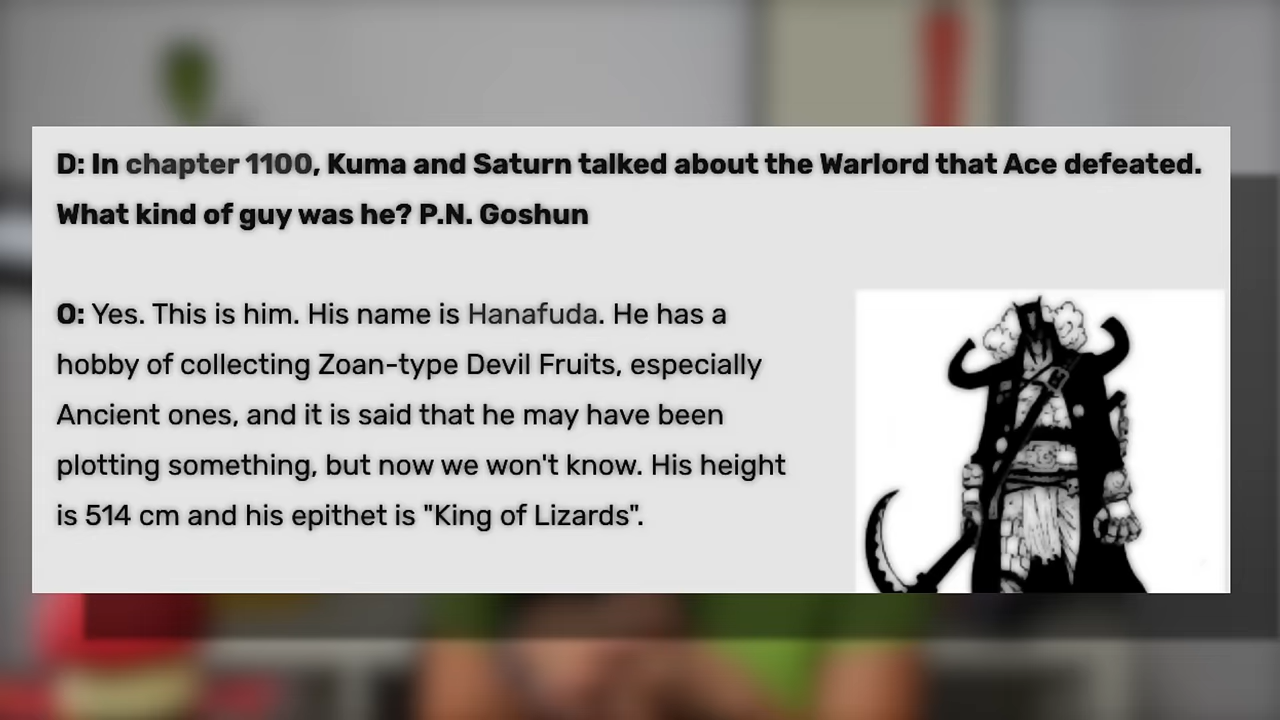 D: In chapter 1100, Kuma and Saturn talked about the Warlord that Ace defeated.
What kind of guy was he? P.N. Goshun
O: Yes. This is him. His name is Hanafuda. He has a
hobby of collecting Zoan-type Devil Fruits, especially
Ancient ones, and it is said that he may have been
plotting something, but now we won't know. His height
is 514 cm and his epithet is "King of Lizards".